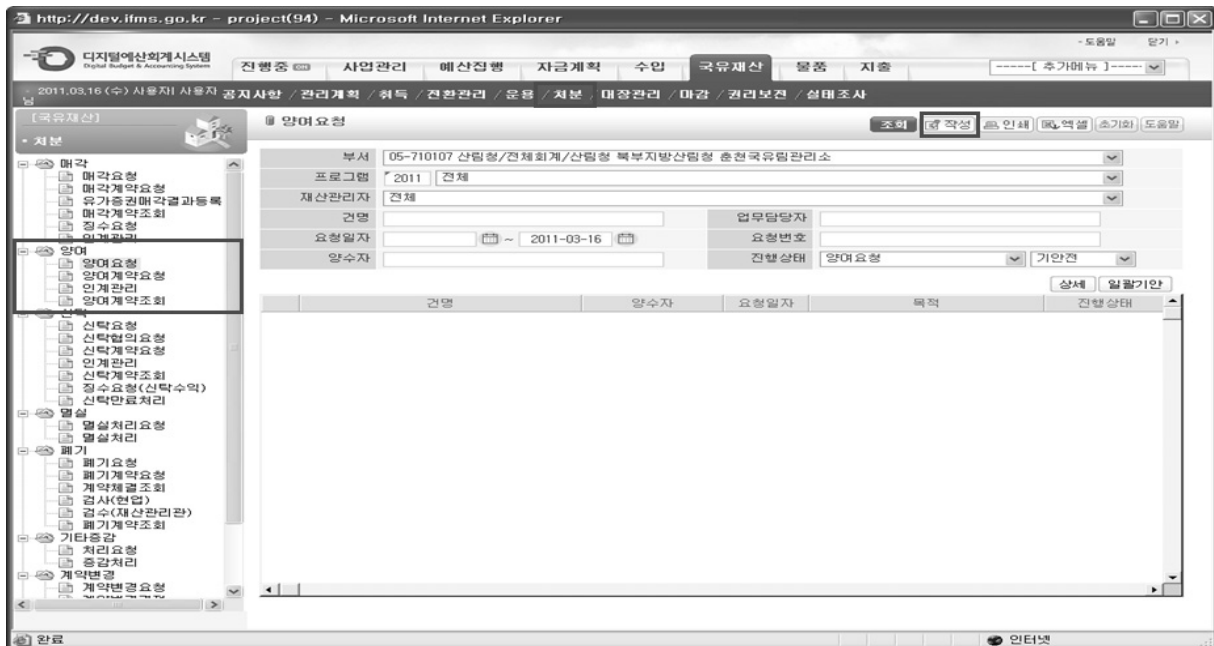 http://dev.ifms.go.kr - project(94) - Microsoft Internet Explorer
- 도움말 닫기
디지털예산회계시스템
Digital Budget & Accounting System
진행중 사업관리 예산집행 자금계획 수입 국유재산 물품 지출 -----[ 추가메뉴 ]-----
2011.03.16 (수) 사용자1 사용자님
공지사항 / 관리계획 / 취득 / 전환관리 / 운용 / 처분 / 대장관리 / 마감 / 권리보전 / 실태조사
[국유재산]
• 처분
매각
매각요청
매각계약요청
유가증권매각결과등록
매각계약조회
징수요청
인계관리
양여
양여요청
양여계약요청
인계관리
양여계약조회
신탁
신탁요청
신탁협의요청
신탁계약요청
인계관리
신탁계약조회
징수요청(신탁수익)
신탁만료처리
멸실
멸실처리요청
멸실처리
폐기
폐기요청
폐기계약요청
계약체결조회
검사(현업)
검수(재산관리관)
폐기계약조회
기타증감
처리요청
증감처리
계약변경
계약변경요청
양여요청
조회 작성 인쇄 엑셀 초기화 도움말
부서 05-710107 산림청/전체회계/산림청 북부지방산림청 춘천국유림관리소
프로그램 2011 전체
재산관리자 전체
건명 업무담당자
요청일자 ~ 2011-03-16 요청번호
양수자 진행상태 양여요청 기안전
상세 일괄기안
건명 양수자 요청일자 목적 진행상태
완료 인터넷